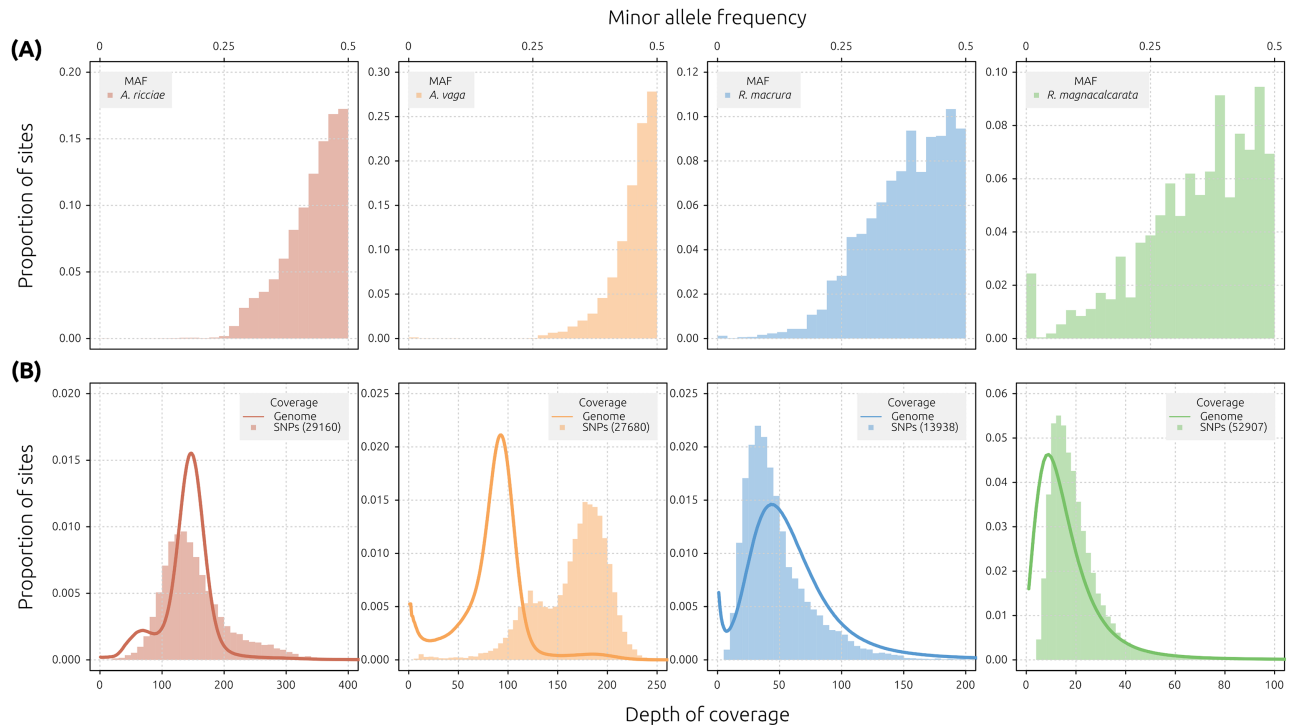 Minor allele frequency
(A)
0 0.25 0.5 0 0.25 0.5 0 0.25 0.5 0 0.25 0.5
Proportion of sites
0.20
0.15
0.10
0.05
0.00
MAF
A. ricciae
0.30
0.25
0.20
0.15
0.10
0.05
0.00
MAF
A. vaga
0.12
0.10
0.08
0.06
0.04
0.02
0.00
MAF
R. macrura
0.10
0.08
0.06
0.04
0.02
0.00
MAF
R. magnacalcarata
(B)
Proportion of sites
0.020
0.015
0.010
0.005
0.000
Coverage
Genome
SNPs (29160)
0 100 200 300 400
0.025
0.020
0.015
0.010
0.005
0.000
Coverage
Genome
SNPs (27680)
0 50 100 150 200 250
0.025
0.020
0.015
0.010
0.005
0.000
Coverage
Genome
SNPs (13938)
0 50 100 150 200
0.06
0.05
0.04
0.03
0.02
0.01
0.00
Coverage
Genome
SNPs (52907)
0 20 40 60 80 100
Depth of coverage